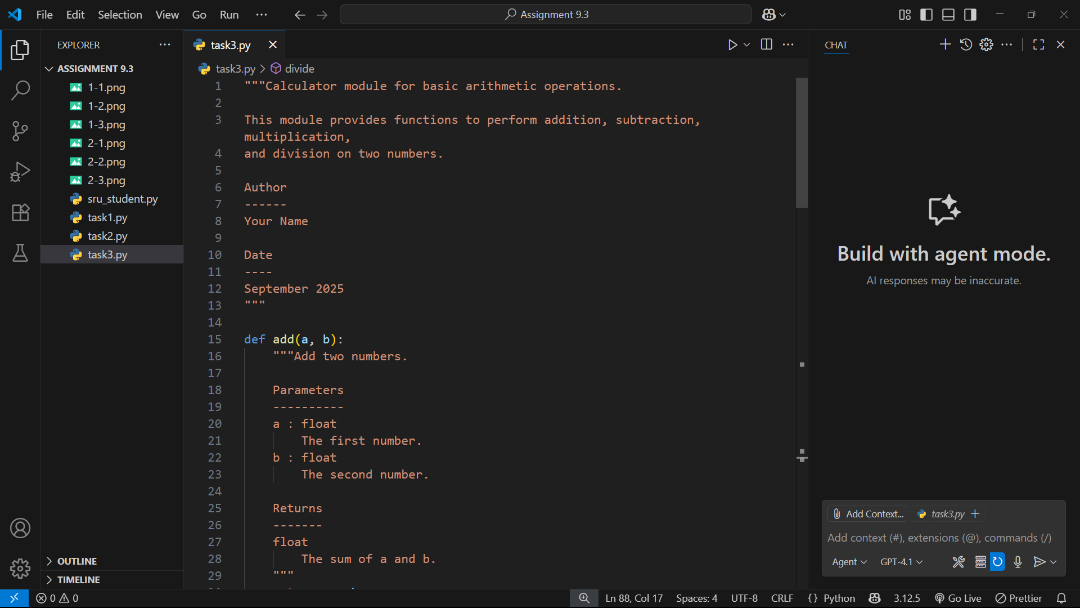 File Edit Selection View Go Run ··· Assignment 9.3
EXPLORER ···
ASSIGNMENT 9.3
1-1.png
1-2.png
1-3.png
2-1.png
2-2.png
2-3.png
sru_student.py
task1.py
task2.py
task3.py
OUTLINE
TIMELINE
task3.py
task3.py > divide
1 """Calculator module for basic arithmetic operations.
2
3 This module provides functions to perform addition, subtraction,
multiplication,
4 and division on two numbers.
5
6 Author
7 ------
8 Your Name
9
10 Date
11 ----
12 September 2025
13 """
14
15 def add(a, b):
16 """Add two numbers.
17
18 Parameters
19 ----------
20 a : float
21 The first number.
22 b : float
23 The second number.
24
25 Returns
26 -------
27 float
28 The sum of a and b.
29 """
CHAT
Build with agent mode.
AI responses may be inaccurate.
Add Context... task3.py +
Add context (#), extensions (@), commands (/)
Agent GPT-4.1
0 0 Ln 88, Col 17 Spaces: 4 UTF-8 CRLF {} Python 3.12.5 Go Live Prettier